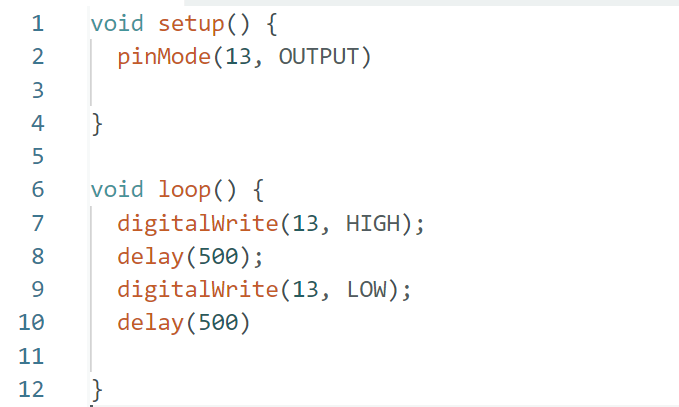 1 void setup() {
2 pinMode(13, OUTPUT)
3
4 }
5
6 void loop() {
7 digitalWrite(13, HIGH);
8 delay(500);
9 digitalWrite(13, LOW);
10 delay(500)
11
12 }